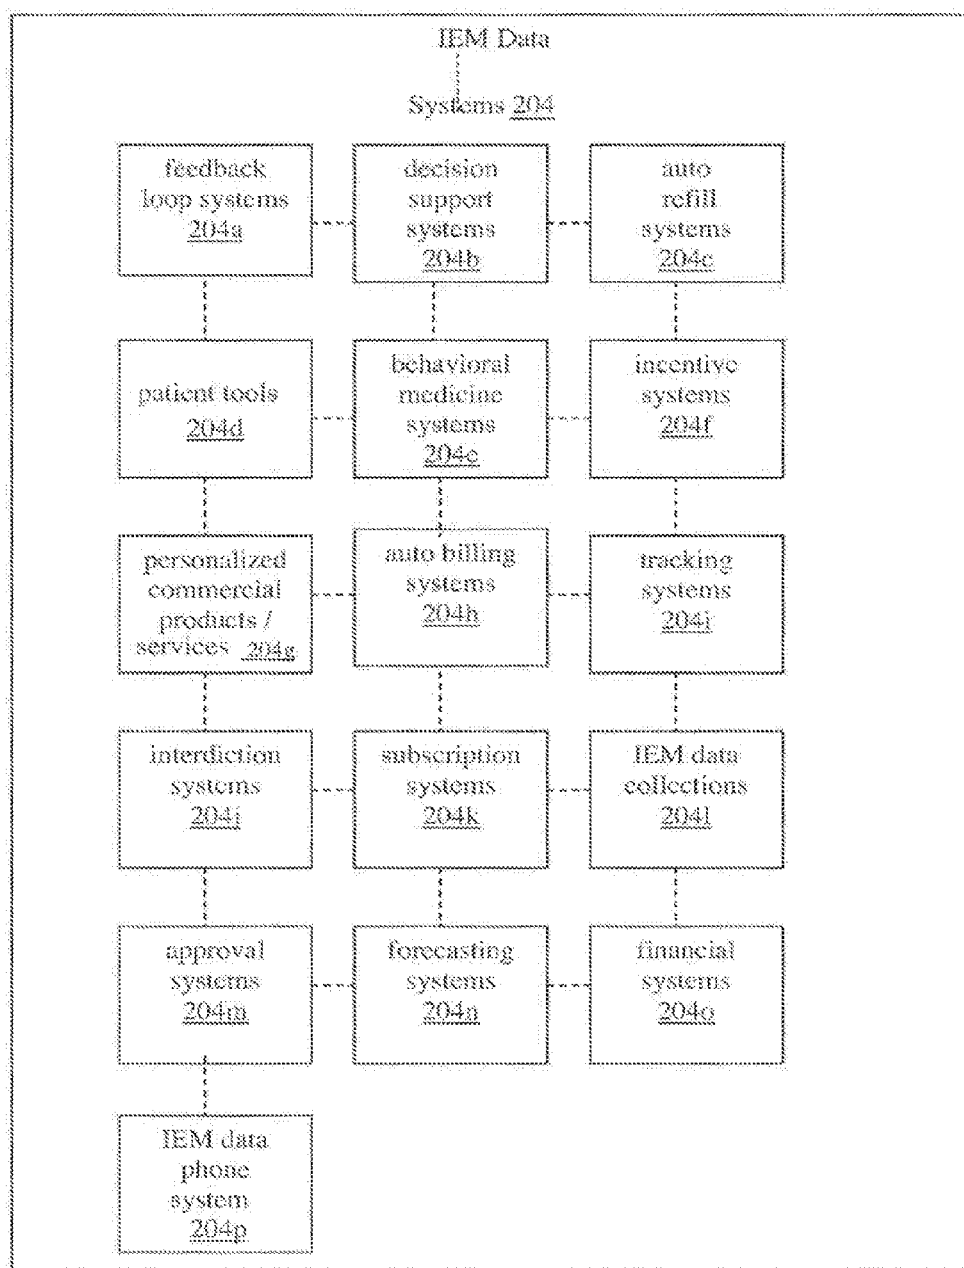 IEM Data
Systems 204
feedback
loop systems
204a
decision
support
systems
204b
auto
refill
systems
204c
patient tools
204d
behavioral
medicine
systems
204e
incentive
systems
204f
personalized
commercial
products /
services 204g
auto billing
systems
204h
tracking
systems
204i
interdiction
systems
204j
subscription
systems
204k
IEM data
collections
204l
approval
systems
204m
forecasting
systems
204n
financial
systems
204o
IEM data
phone
system
204p